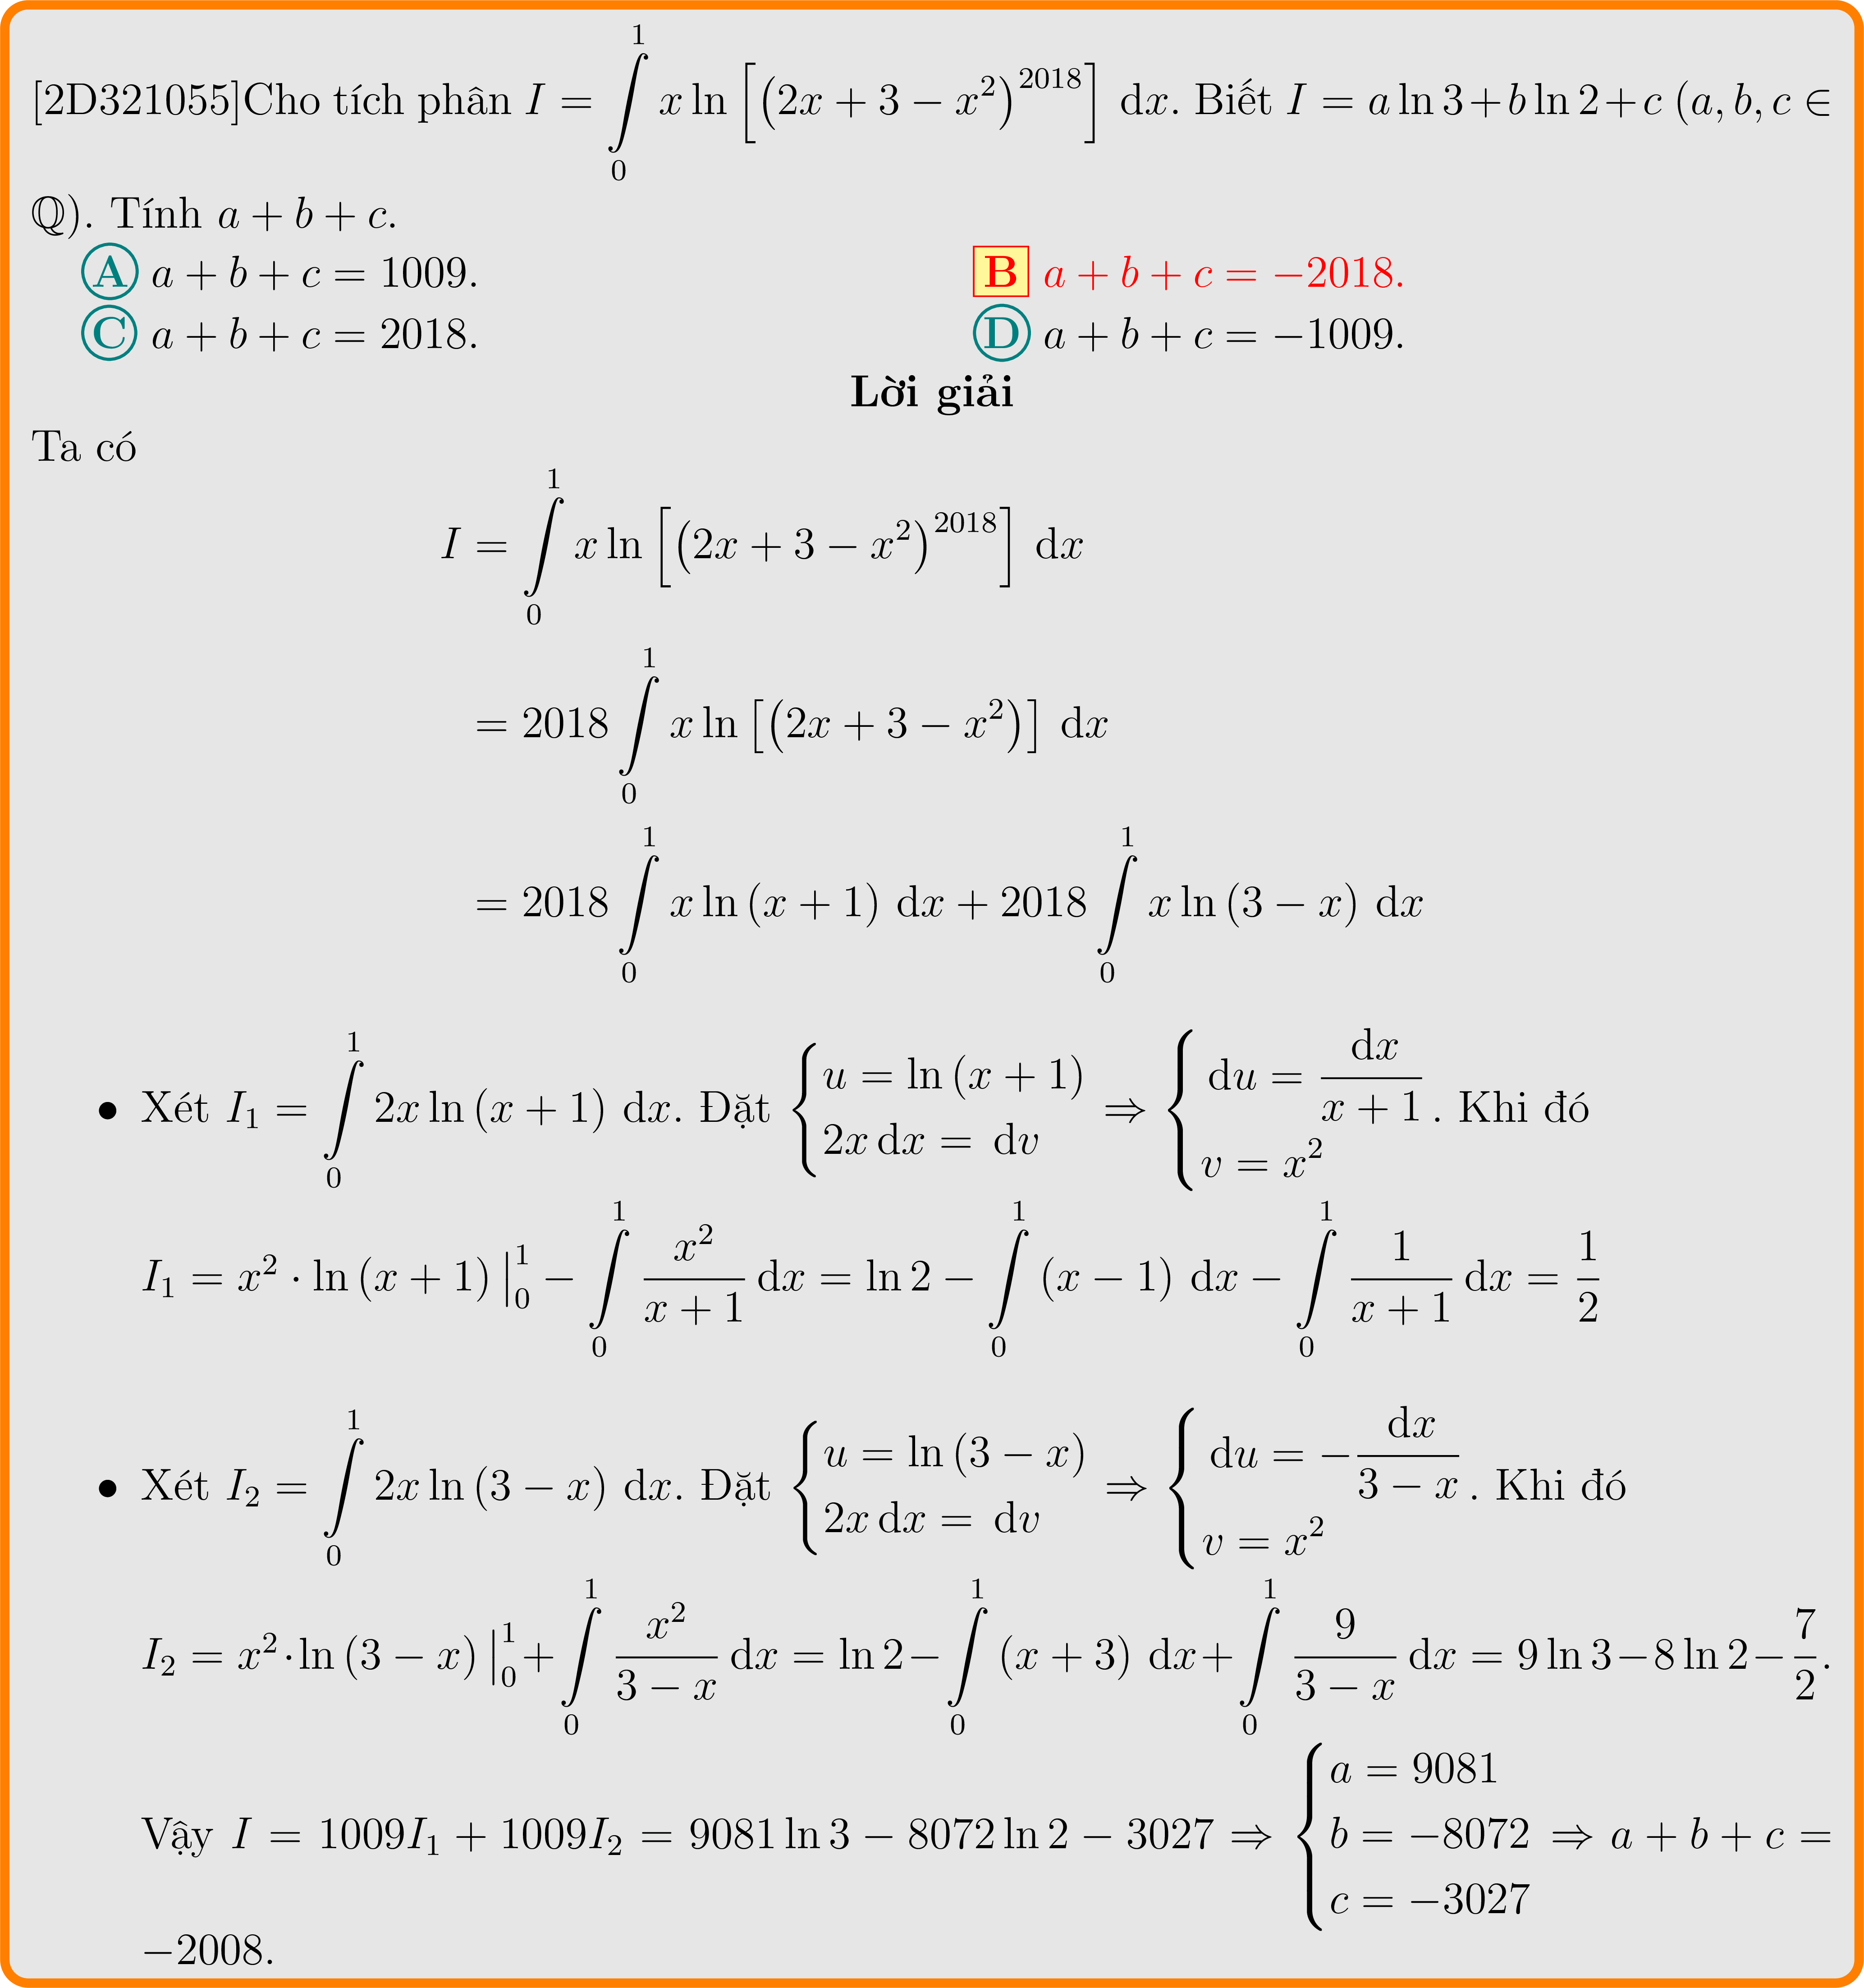 [2D321055]Cho tích phân $I = \int\limits_0^1 x \ln \left[ \left( 2x + 3 - x^2 \right)^{2018} \right] \, \mathrm{d}x$. Biết $I = a \ln 3 + b \ln 2 + c$ $(a, b, c \in$
$\mathbb{Q})$. Tính $a + b + c$.
A $a + b + c = 1009$. B $a + b + c = -2018$.
C $a + b + c = 2018$. D $a + b + c = -1009$.
Lời giải
Ta có
$I = \int\limits_0^1 x \ln \left[ \left( 2x + 3 - x^2 \right)^{2018} \right] \, \mathrm{d}x$
$= 2018 \int\limits_0^1 x \ln \left[ \left( 2x + 3 - x^2 \right) \right] \, \mathrm{d}x$
$= 2018 \int\limits_0^1 x \ln (x + 1) \, \mathrm{d}x + 2018 \int\limits_0^1 x \ln (3 - x) \, \mathrm{d}x$
• Xét $I_1 = \int\limits_0^1 2x \ln (x + 1) \, \mathrm{d}x$. Đặt $\begin{cases} u = \ln (x + 1) \\ 2x \, \mathrm{d}x = \mathrm{d}v \end{cases} \Rightarrow \begin{cases} \mathrm{d}u = \dfrac{\mathrm{d}x}{x + 1} \\ v = x^2 \end{cases}$. Khi đó
$I_1 = x^2 \cdot \ln (x + 1) \Big|_0^1 - \int\limits_0^1 \dfrac{x^2}{x + 1} \, \mathrm{d}x = \ln 2 - \int\limits_0^1 (x - 1) \, \mathrm{d}x - \int\limits_0^1 \dfrac{1}{x + 1} \, \mathrm{d}x = \dfrac{1}{2}$
• Xét $I_2 = \int\limits_0^1 2x \ln (3 - x) \, \mathrm{d}x$. Đặt $\begin{cases} u = \ln (3 - x) \\ 2x \, \mathrm{d}x = \mathrm{d}v \end{cases} \Rightarrow \begin{cases} \mathrm{d}u = -\dfrac{\mathrm{d}x}{3 - x} \\ v = x^2 \end{cases}$. Khi đó
$I_2 = x^2 \cdot \ln (3 - x) \Big|_0^1 + \int\limits_0^1 \dfrac{x^2}{3 - x} \, \mathrm{d}x = \ln 2 - \int\limits_0^1 (x + 3) \, \mathrm{d}x + \int\limits_0^1 \dfrac{9}{3 - x} \, \mathrm{d}x = 9 \ln 3 - 8 \ln 2 - \dfrac{7}{2}$.
Vậy $I = 1009I_1 + 1009I_2 = 9081 \ln 3 - 8072 \ln 2 - 3027 \Rightarrow \begin{cases} a = 9081 \\ b = -8072 \\ c = -3027 \end{cases} \Rightarrow a + b + c =$
$-2008$.